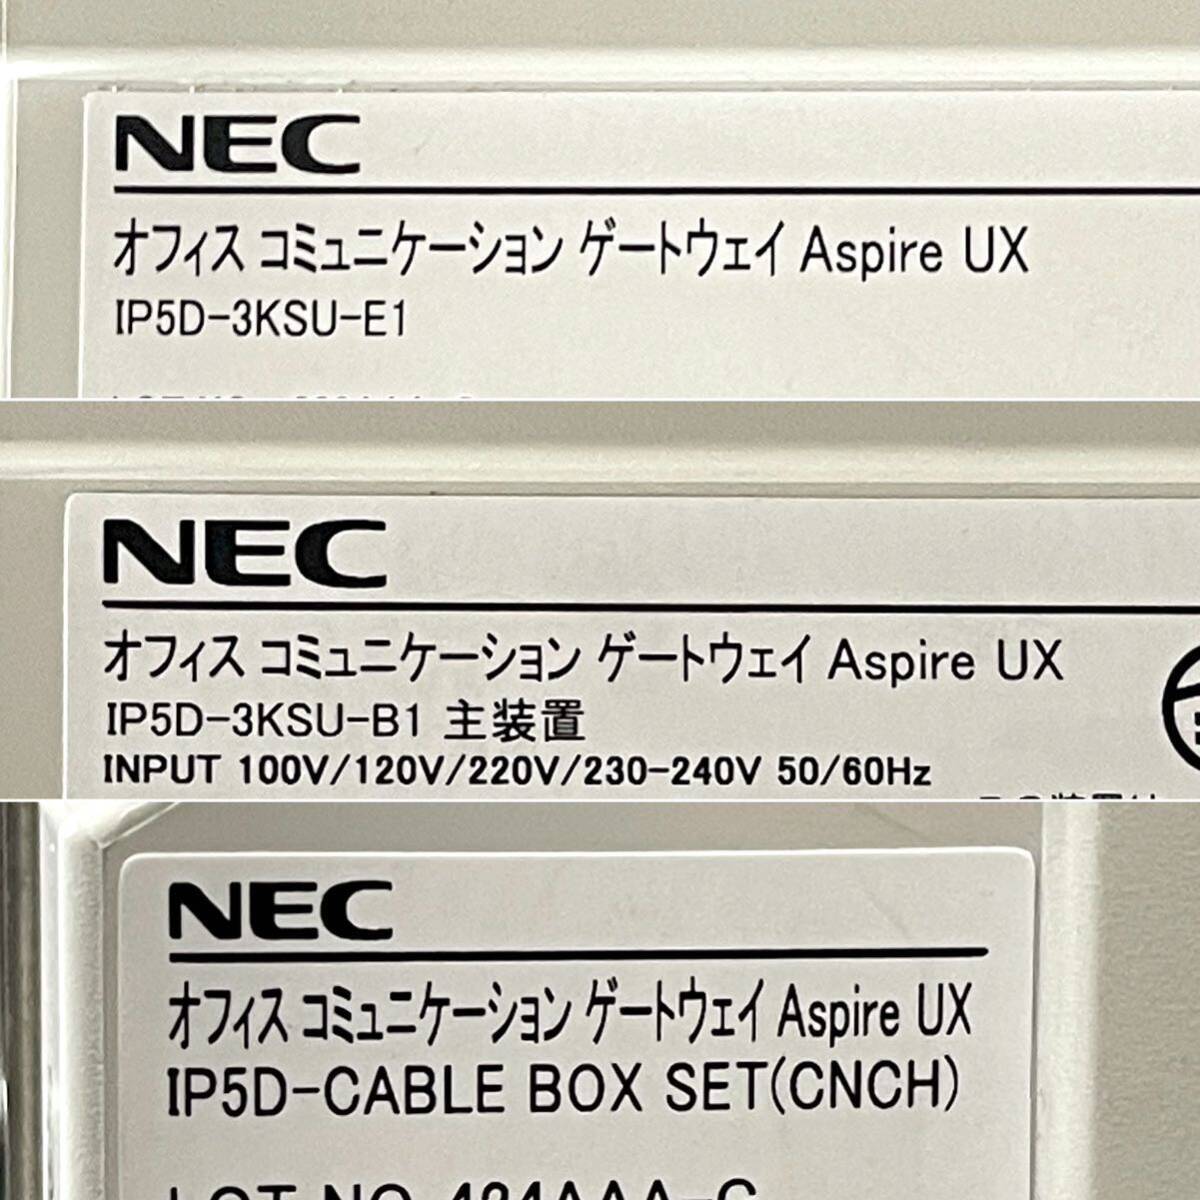 NEC
オフィス コミュニケーション ゲートウェイ Aspire UX
IP5D-3KSU-E1
NEC
オフィス コミュニケーション ゲートウェイ Aspire UX
IP5D-3KSU-B1 主装置
INPUT 100V/120V/220V/230-240V 50/60Hz
NEC
オフィス コミュニケーション ゲートウェイ Aspire UX
IP5D-CABLE BOX SET(CNCH)
LOT NO 424AAA-C